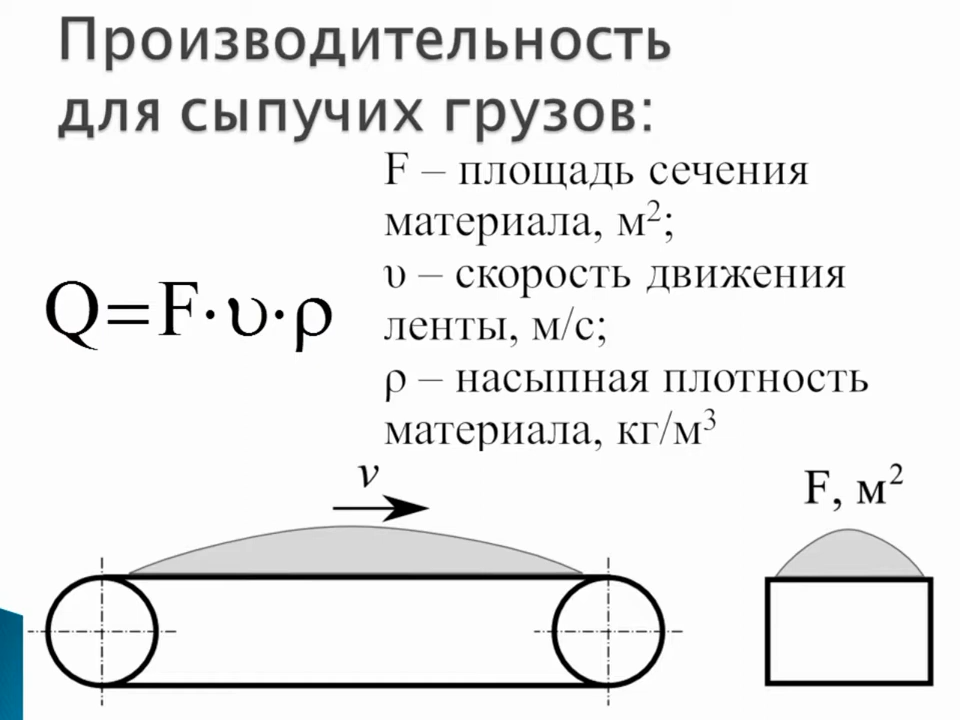 Производительность
для сыпучих грузов:
F – площадь сечения
материала, м²;
υ – скорость движения
ленты, м/с;
ρ – насыпная плотность
материала, кг/м³
Q=F·υ·ρ
v
F, м²